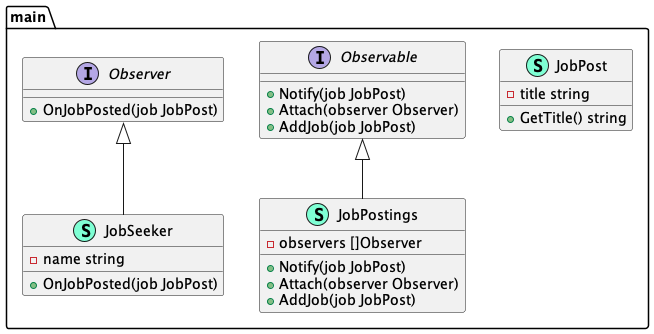 main
I Observer
OnJobPosted(job JobPost)
I Observable
Notify(job JobPost)
Attach(observer Observer)
AddJob(job JobPost)
S JobPost
title string
GetTitle() string
S JobSeeker
name string
OnJobPosted(job JobPost)
S JobPostings
observers []Observer
Notify(job JobPost)
Attach(observer Observer)
AddJob(job JobPost)